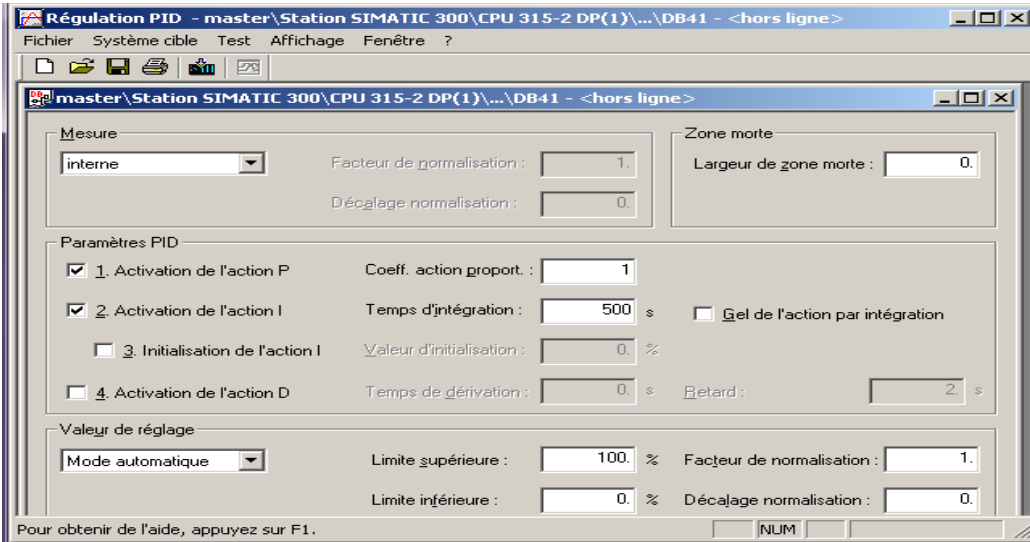 Régulation PID - master\Station SIMATIC 300\CPU 315-2 DP(1)\...\DB41 - <hors ligne>
Fichier Système cible Test Affichage Fenêtre ?
master\Station SIMATIC 300\CPU 315-2 DP(1)\...\DB41 - <hors ligne>
Mesure
interne
Facteur de normalisation : 1.
Décalage normalisation : 0.
Zone morte
Largeur de zone morte : 0.
Paramètres PID
1. Activation de l'action P Coeff. action proport. : 1
2. Activation de l'action I Temps d'intégration : 500 s Gel de l'action par intégration
3. Initialisation de l'action I Valeur d'initialisation : 0. %
4. Activation de l'action D Temps de dérivation : 0. s Retard : 2. s
Valeur de réglage
Mode automatique Limite supérieure : 100. % Facteur de normalisation : 1.
Limite inférieure : 0. % Décalage normalisation : 0.
Pour obtenir de l'aide, appuyez sur F1. NUM